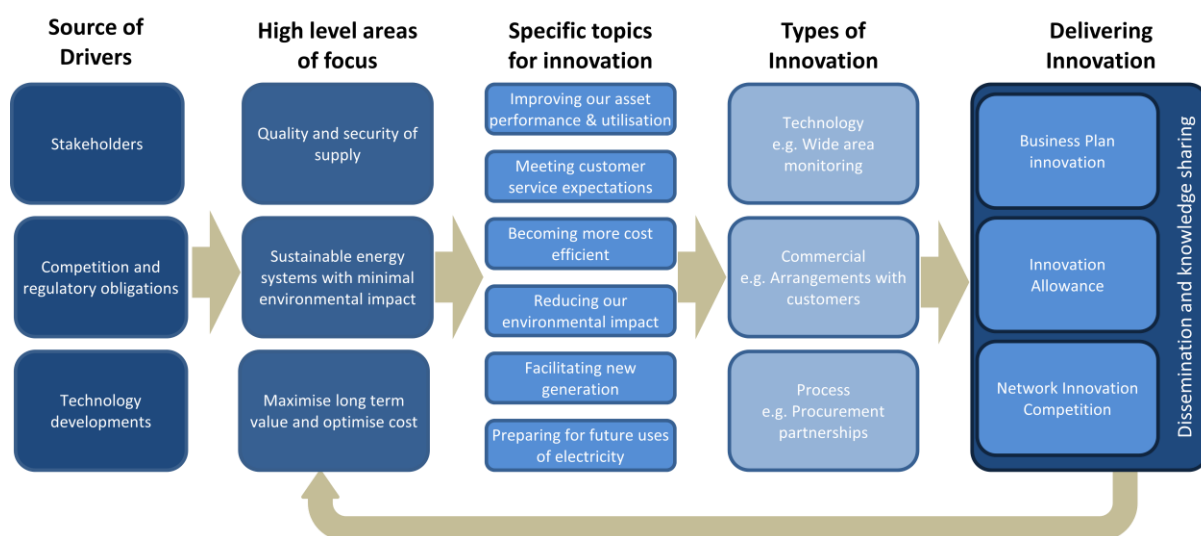 Source of
Drivers
High level areas
of focus
Specific topics
for innovation
Types of
Innovation
Delivering
Innovation
Stakeholders
Competition and
regulatory obligations
Technology
developments
Quality and security of
supply
Sustainable energy
systems with minimal
environmental impact
Maximise long term
value and optimise cost
Improving our asset
performance & utilisation
Meeting customer
service expectations
Becoming more cost
efficient
Reducing our
environmental impact
Facilitating new
generation
Preparing for future uses
of electricity
Technology
e.g. Wide area
monitoring
Commercial
e.g. Arrangements with
customers
Process
e.g. Procurement
partnerships
Business Plan
innovation
Innovation
Allowance
Network Innovation
Competition
Dissemination and knowledge sharing